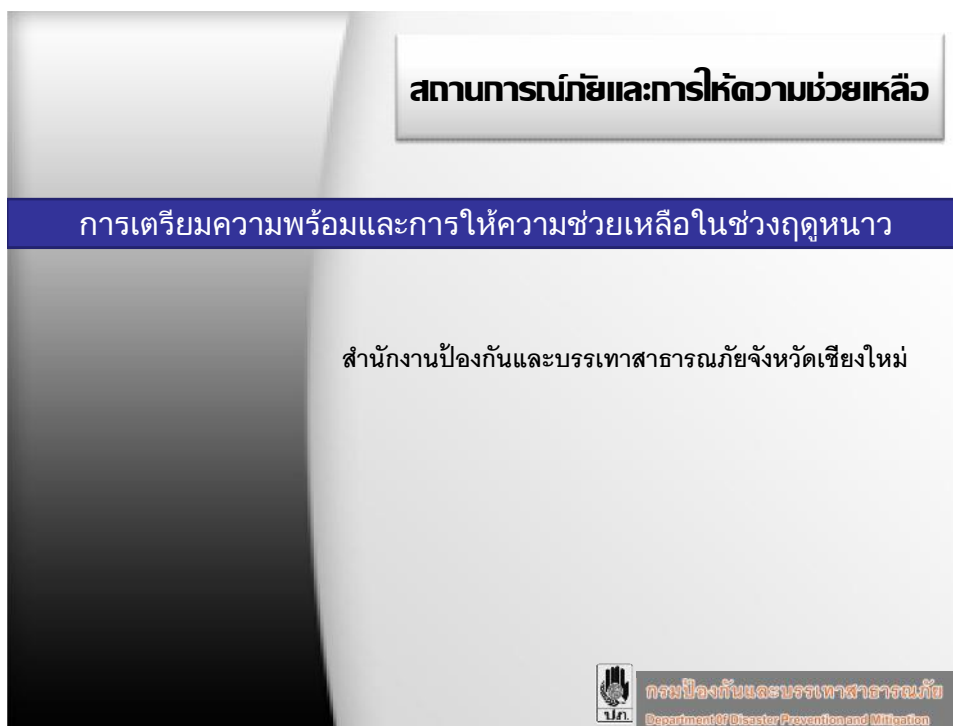 สถานการณ์ภัยและการให้ความช่วยเหลือ
การเตรียมความพร้อมและการให้ความช่วยเหลือในช่วงฤดูหนาว
สำนักงานป้องกันและบรรเทาสาธารณภัยจังหวัดเชียงใหม่
ปภ.
กรมป้องกันและบรรเทาสาธารณภัย
Department Of Disaster Prevention and Mitigation